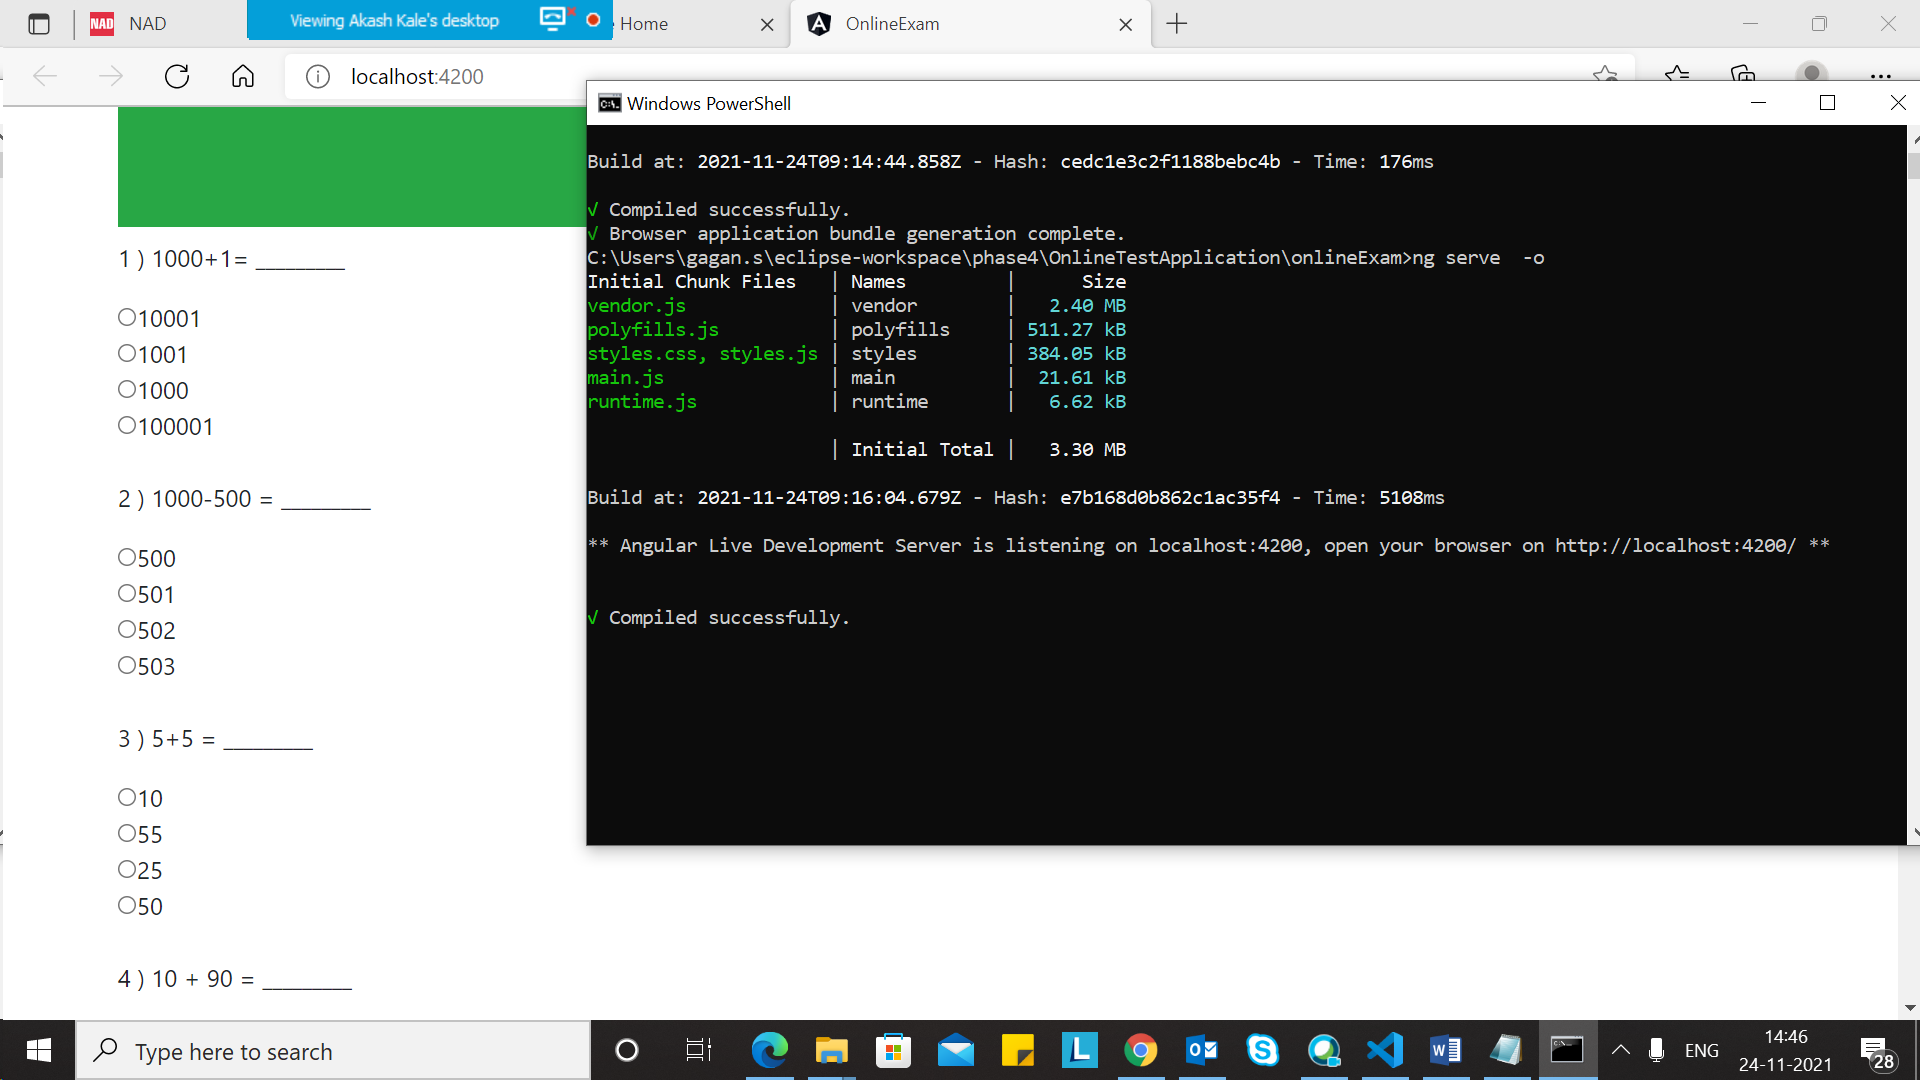 NAD NAD
Viewing Akash Kale's desktop
Home
OnlineExam
localhost:4200
Windows PowerShell
Build at: 2021-11-24T09:14:44.858Z - Hash: cedc1e3c2f1188bebc4b - Time: 176ms
√ Compiled successfully.
√ Browser application bundle generation complete.
C:\Users\gagan.s\eclipse-workspace\phase4\OnlineTestApplication\onlineExam>ng serve  -o
Initial Chunk Files | Names | Size
vendor.js | vendor | 2.40 MB
polyfills.js | polyfills | 511.27 kB
styles.css, styles.js | styles | 384.05 kB
main.js | main | 21.61 kB
runtime.js | runtime | 6.62 kB
| Initial Total | 3.30 MB
Build at: 2021-11-24T09:16:04.679Z - Hash: e7b168d0b862c1ac35f4 - Time: 5108ms
** Angular Live Development Server is listening on localhost:4200, open your browser on http://localhost:4200/ **
√ Compiled successfully.
1 ) 1000+1= ________
10001
1001
1000
100001
2 ) 1000-500 = ________
500
501
502
503
3 ) 5+5 = ________
10
55
25
50
4 ) 10 + 90 = ________
Type here to search
ENG
14:46
24-11-2021
28